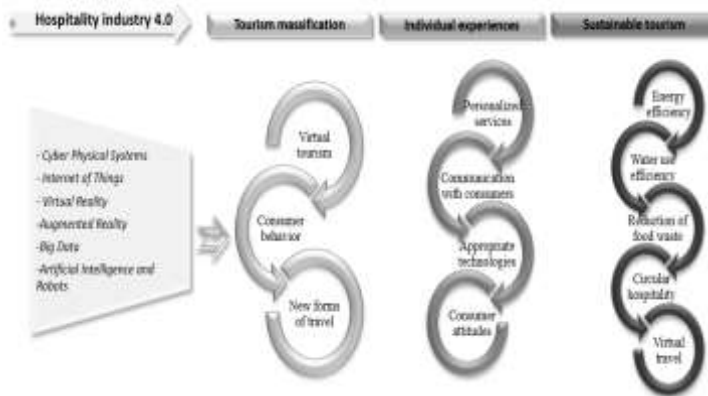 Hospitality industry 4.0
Tourism massification
Individual experiences
Sustainable tourism
- Cyber Physical Systems
- Internet of Things
- Virtual Reality
-Augmented Reality
-Big Data
-Artificial Intelligence and
Robots
Virtual
tourism
Consumer
behavior
New forms
of travel
Personalized
services
Communication
with consumers
Appropriate
technologies
Consumer
attitudes
Energy
efficiency
Water use
efficiency
Reduction of
food waste
Circular
hospitality
Virtual
travel